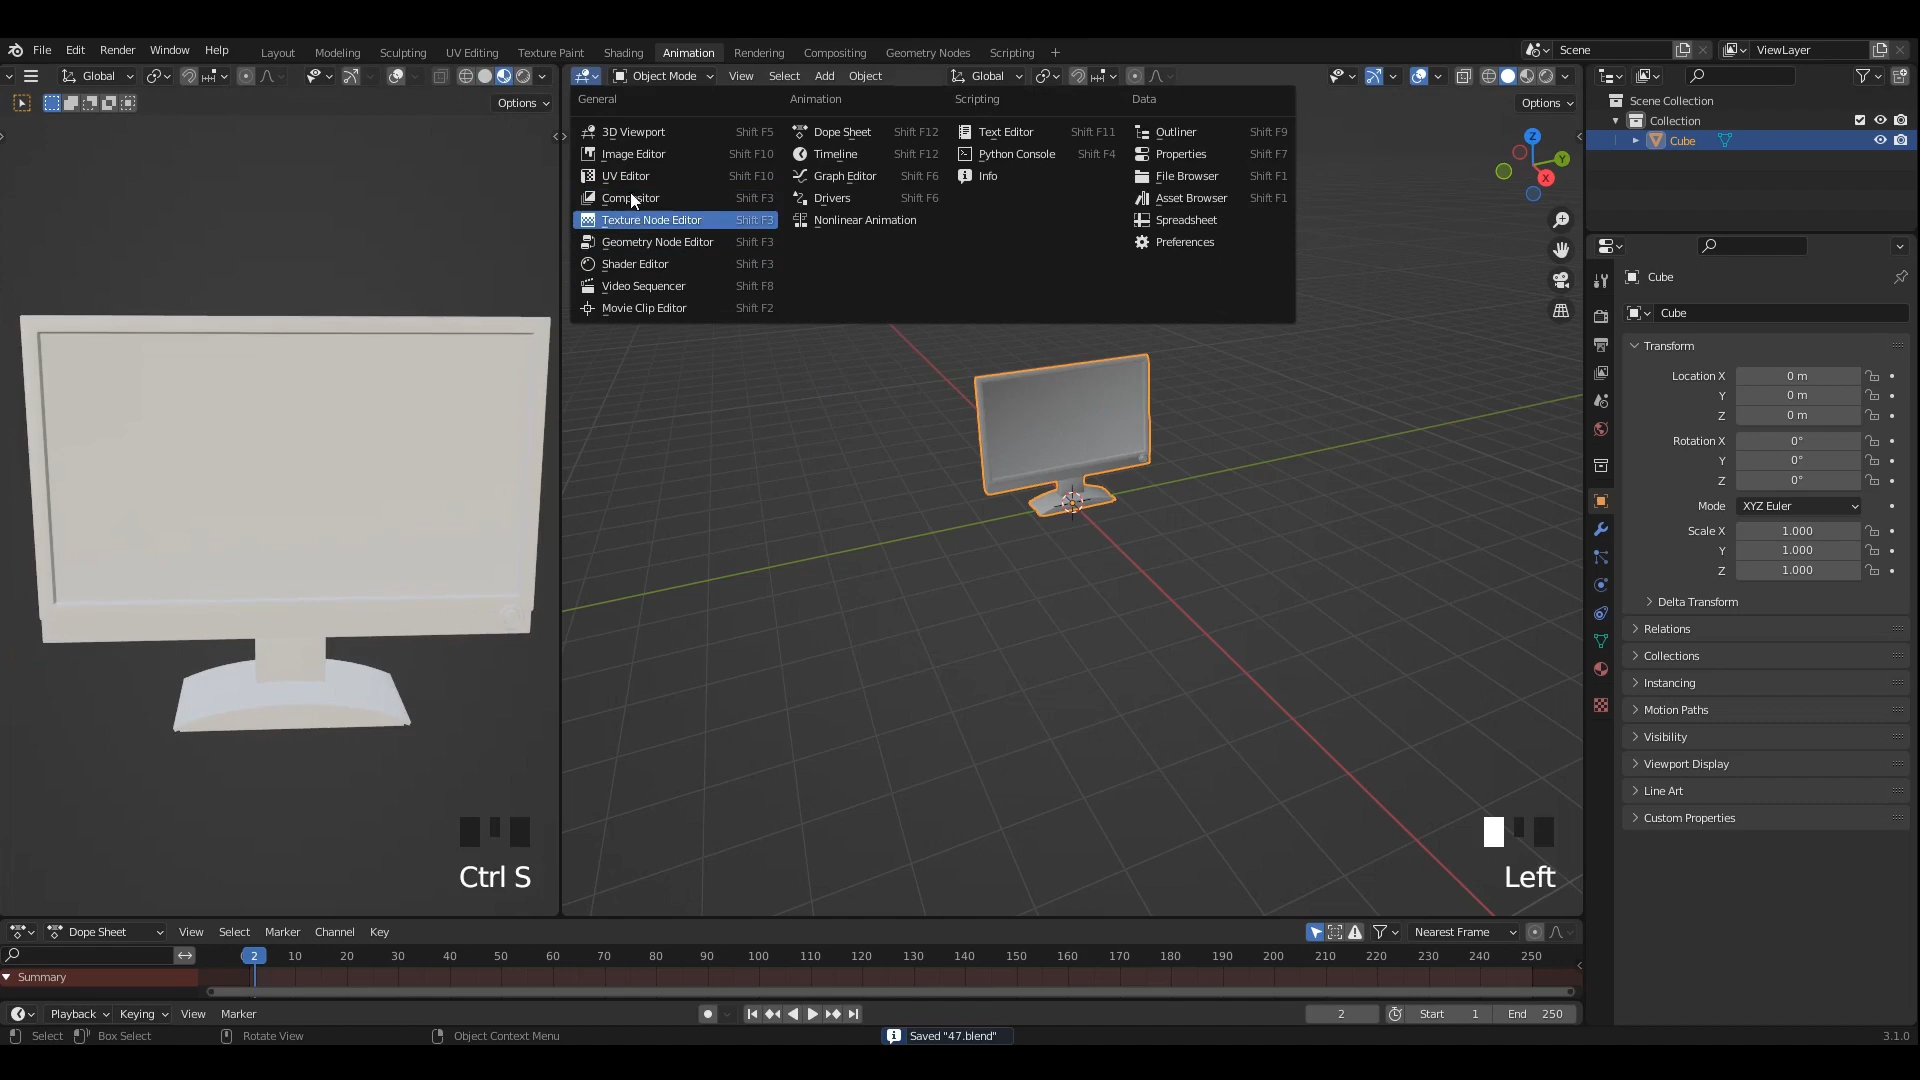 File Edit Render Window Help Layout Modeling Sculpting UV Editing Texture Paint Shading Animation Rendering Compositing Geometry Nodes Scripting + Scene ViewLayer
Global Object Mode View Select Add Object Global
Options Options
General Animation Scripting Data
3D Viewport Shift F5 Dope Sheet Shift F12 Text Editor Shift F11 Outliner Shift F9
Image Editor Shift F10 Timeline Shift F12 Python Console Shift F4 Properties Shift F7
UV Editor Shift F10 Graph Editor Shift F6 Info File Browser Shift F1
Compositor Shift F3 Drivers Shift F6 Asset Browser Shift F1
Texture Node Editor Shift F3 Nonlinear Animation Spreadsheet
Geometry Node Editor Shift F3 Preferences
Shader Editor Shift F3
Video Sequencer Shift F8
Movie Clip Editor Shift F2
Z
Y
X
Scene Collection
Collection
Cube
Cube
Cube
Transform
Location X 0 m
Y 0 m
Z 0 m
Rotation X 0°
Y 0°
Z 0°
Mode XYZ Euler
Scale X 1.000
Y 1.000
Z 1.000
Delta Transform
Relations
Collections
Instancing
Motion Paths
Visibility
Viewport Display
Line Art
Custom Properties
Ctrl S Left
Dope Sheet View Select Marker Channel Key Nearest Frame
2 10 20 30 40 50 60 70 80 90 100 110 120 130 140 150 160 170 180 190 200 210 220 230 240 250
Summary
Playback Keying View Marker 2 Start 1 End 250
Select Box Select Rotate View Object Context Menu Saved "47.blend" 3.1.0